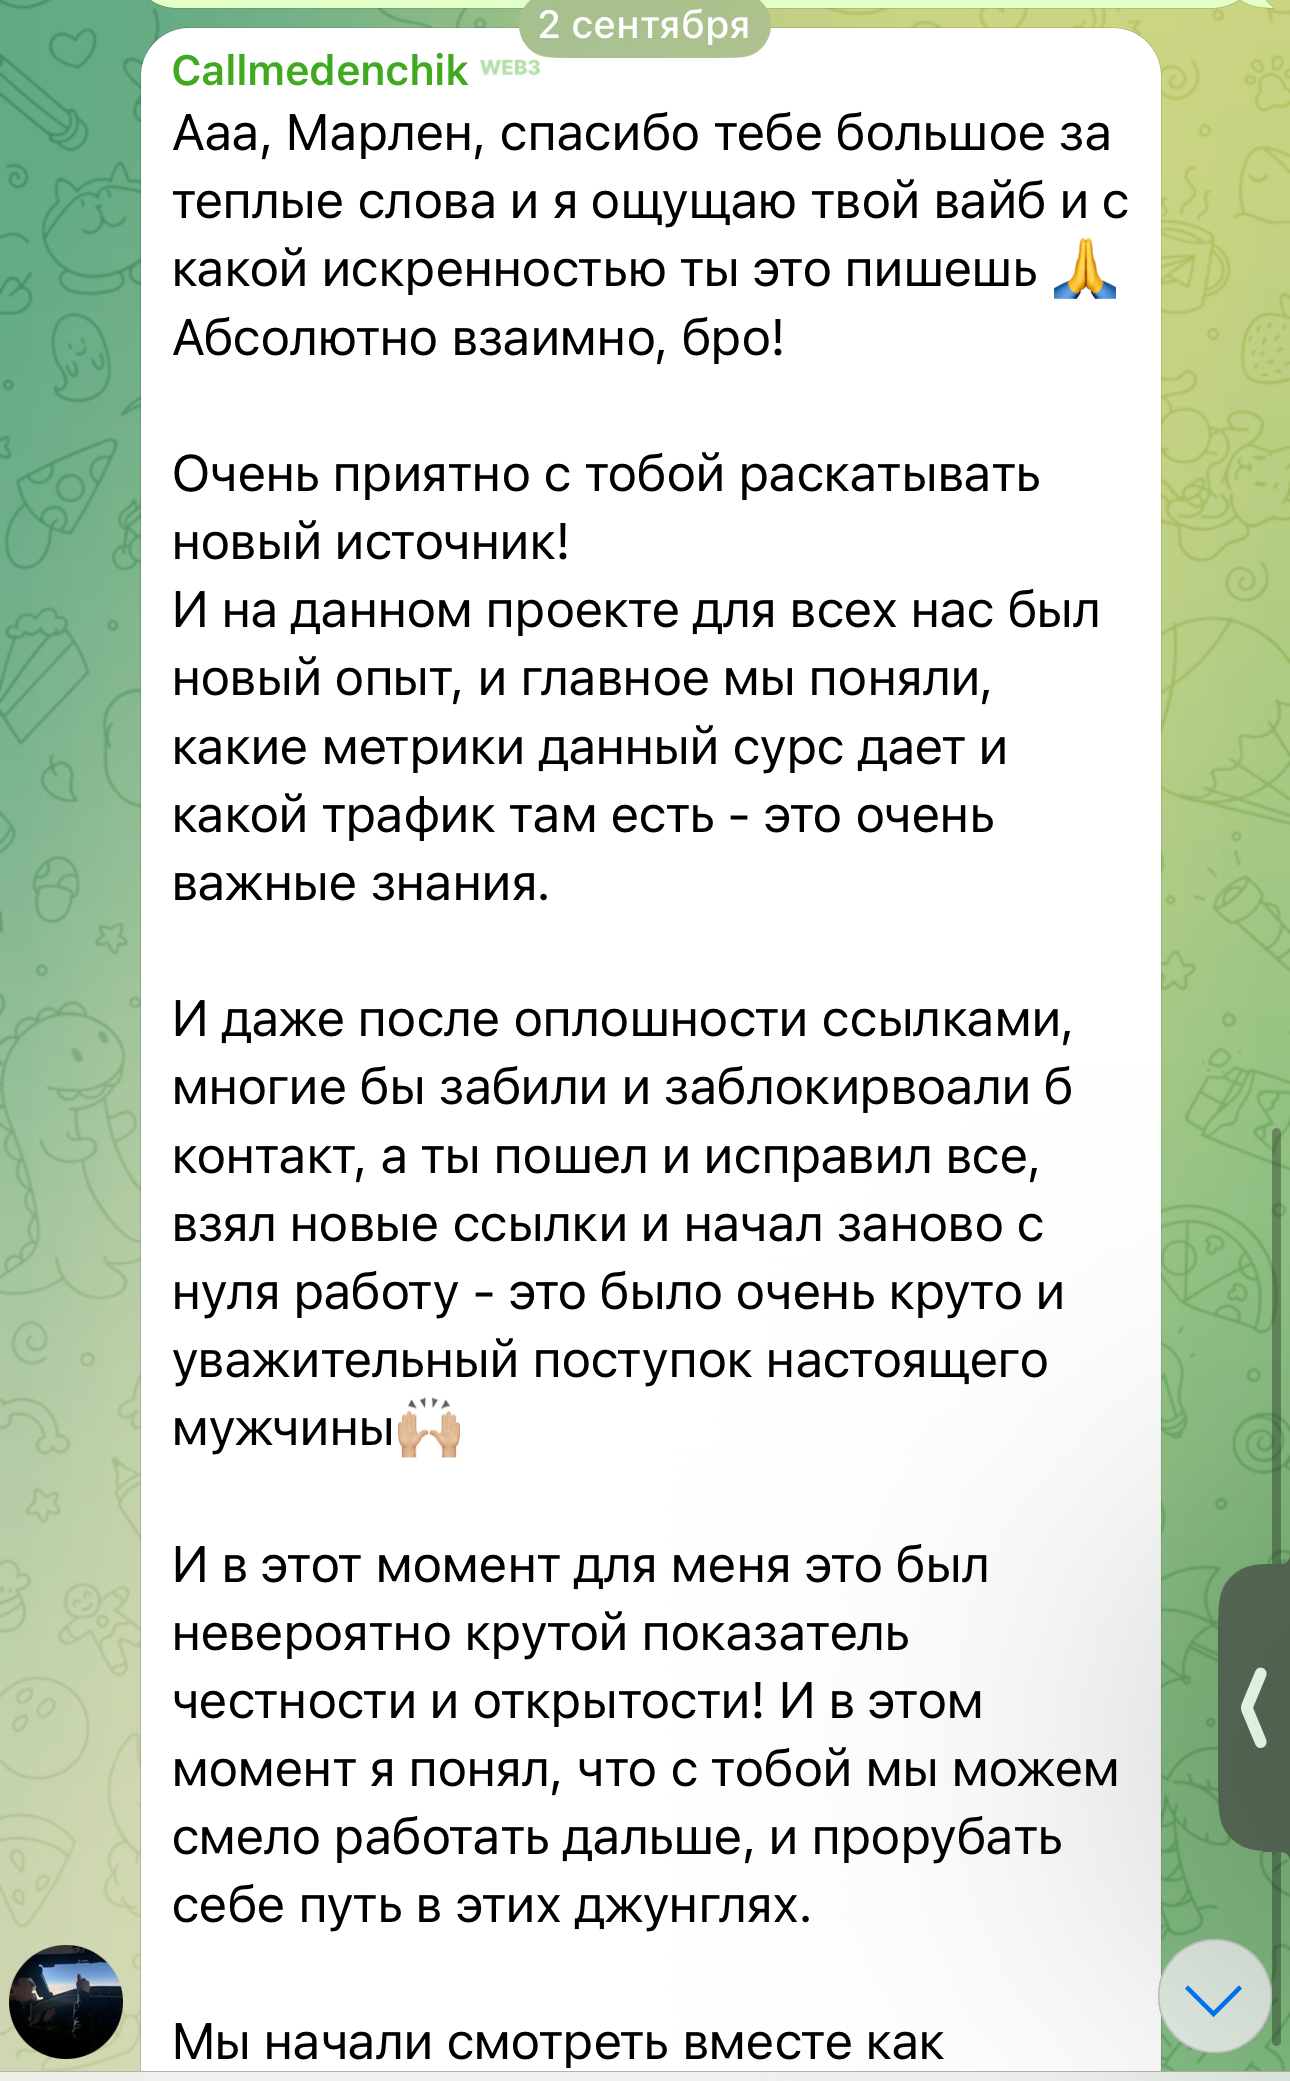 2 сентября
Callmedenchik WEB3
Ааа, Марлен, спасибо тебе большое за
теплые слова и я ощущаю твой вайб и с
какой искренностью ты это пишешь 🙏
Абсолютно взаимно, бро!
Очень приятно с тобой раскатывать
новый источник!
И на данном проекте для всех нас был
новый опыт, и главное мы поняли,
какие метрики данный сурс дает и
какой трафик там есть - это очень
важные знания.
И даже после оплошности ссылками,
многие бы забили и заблокирвоали б
контакт, а ты пошел и исправил все,
взял новые ссылки и начал заново с
нуля работу - это было очень круто и
уважительный поступок настоящего
мужчины🙌🏼
И в этот момент для меня это был
невероятно крутой показатель
честности и открытости! И в этом
момент я понял, что с тобой мы можем
смело работать дальше, и прорубать
себе путь в этих джунглях.
Мы начали смотреть вместе как